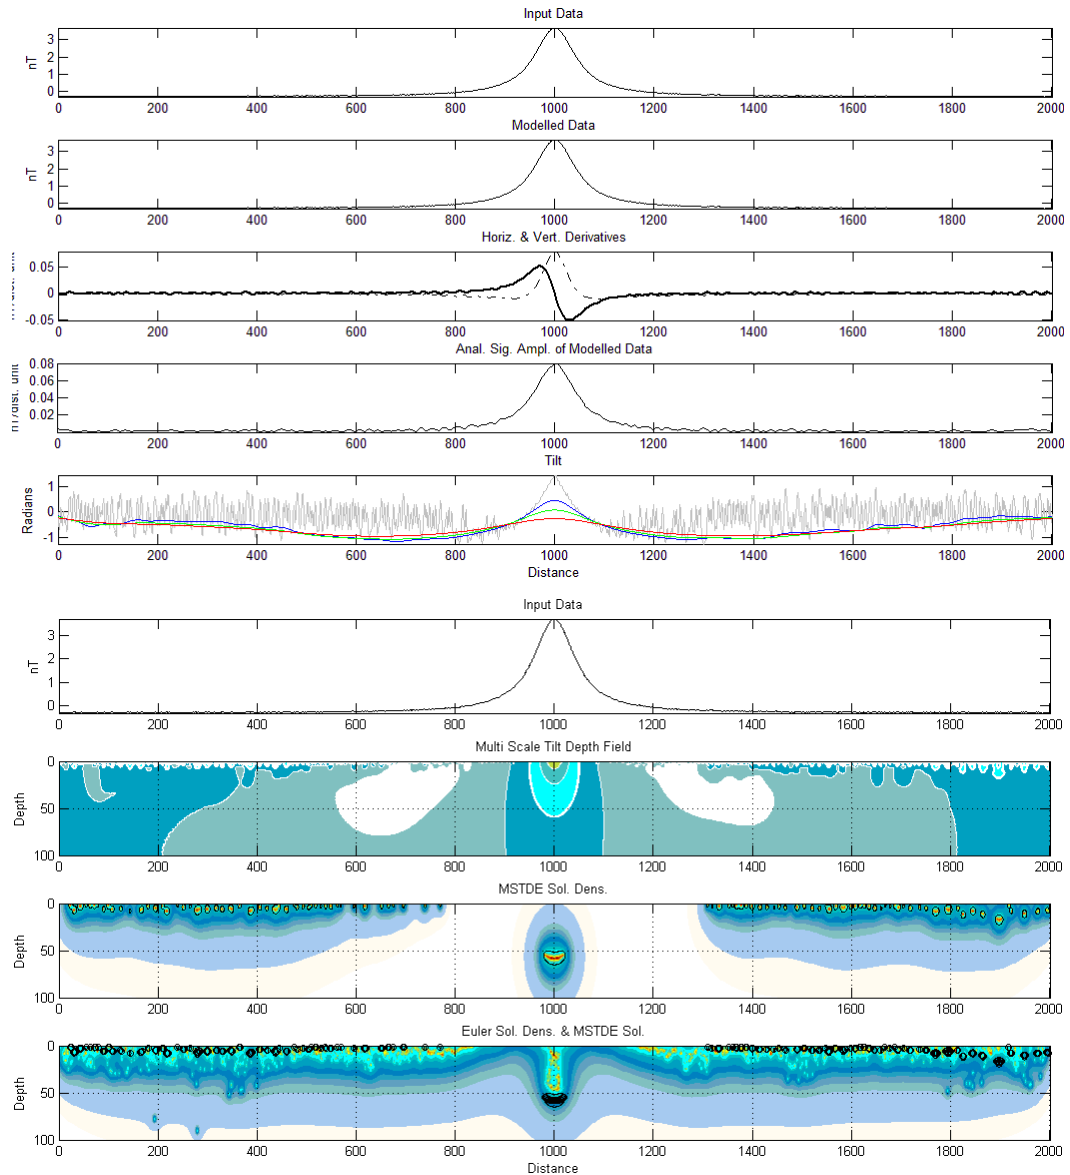 Input Data
3
2
1
0
nT
0 200 400 600 800 1000 1200 1400 1600 1800 2000
Modelled Data
3
2
1
0
nT
0 200 400 600 800 1000 1200 1400 1600 1800 2000
Horiz. & Vert. Derivatives
0.05
0
-0.05
0 200 400 600 800 1000 1200 1400 1600 1800 2000
Anal. Sig. Ampl. of Modelled Data
0.08
0.06
0.04
0.02
nT/dist. unit
0 200 400 600 800 1000 1200 1400 1600 1800 2000
Tilt
1
0
-1
Radians
0 200 400 600 800 1000 1200 1400 1600 1800 2000
Distance
Input Data
3
2
1
0
nT
0 200 400 600 800 1000 1200 1400 1600 1800 2000
Multi Scale Tilt Depth Field
0
50
100
Depth
0 200 400 600 800 1000 1200 1400 1600 1800 2000
MSTDE Sol. Dens.
0
50
100
Depth
0 200 400 600 800 1000 1200 1400 1600 1800 2000
Euler Sol. Dens. & MSTDE Sol.
0
50
100
Depth
0 200 400 600 800 1000 1200 1400 1600 1800 2000
Distance